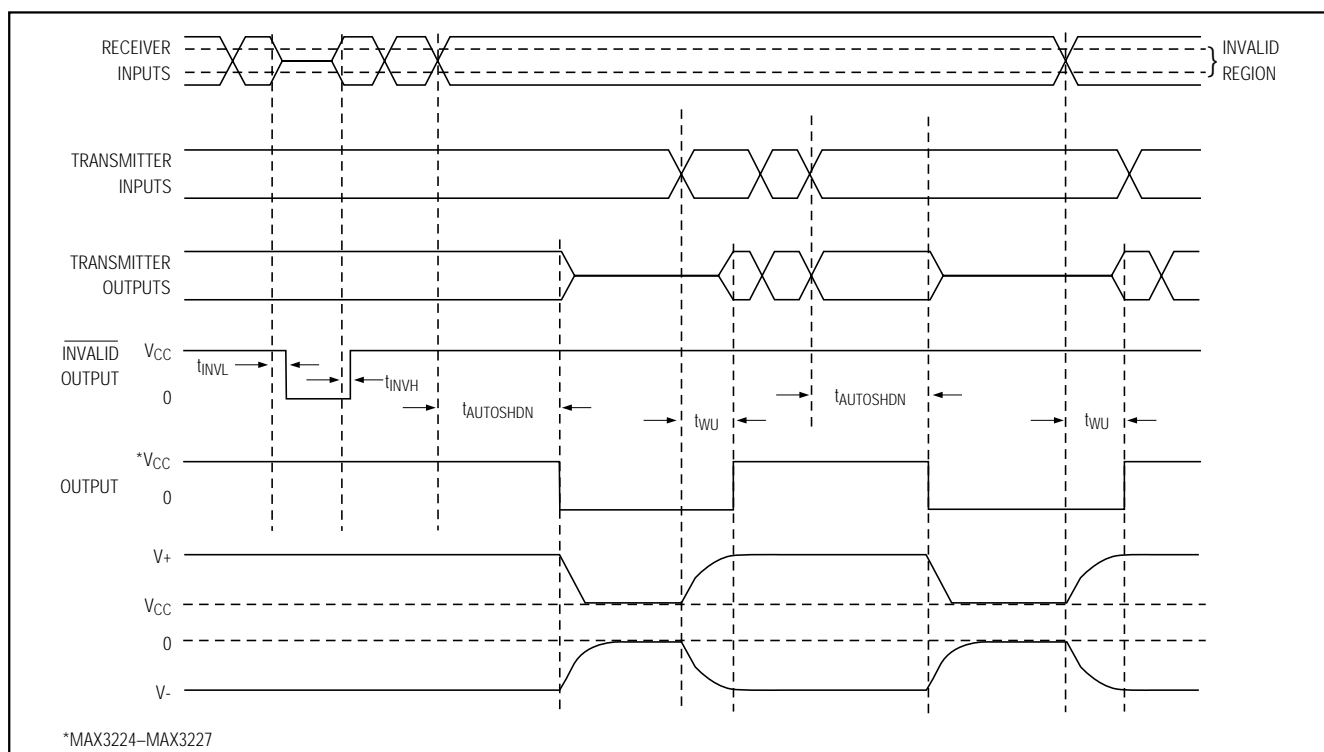 RECEIVER
INPUTS
INVALID
REGION
TRANSMITTER
INPUTS
TRANSMITTER
OUTPUTS
INVALID
OUTPUT
VCC
0
tINVL
tINVH
tAUTOSHDN
tWU
tAUTOSHDN
tWU
OUTPUT
*VCC
0
V+
VCC
0
V-
*MAX3224–MAX3227